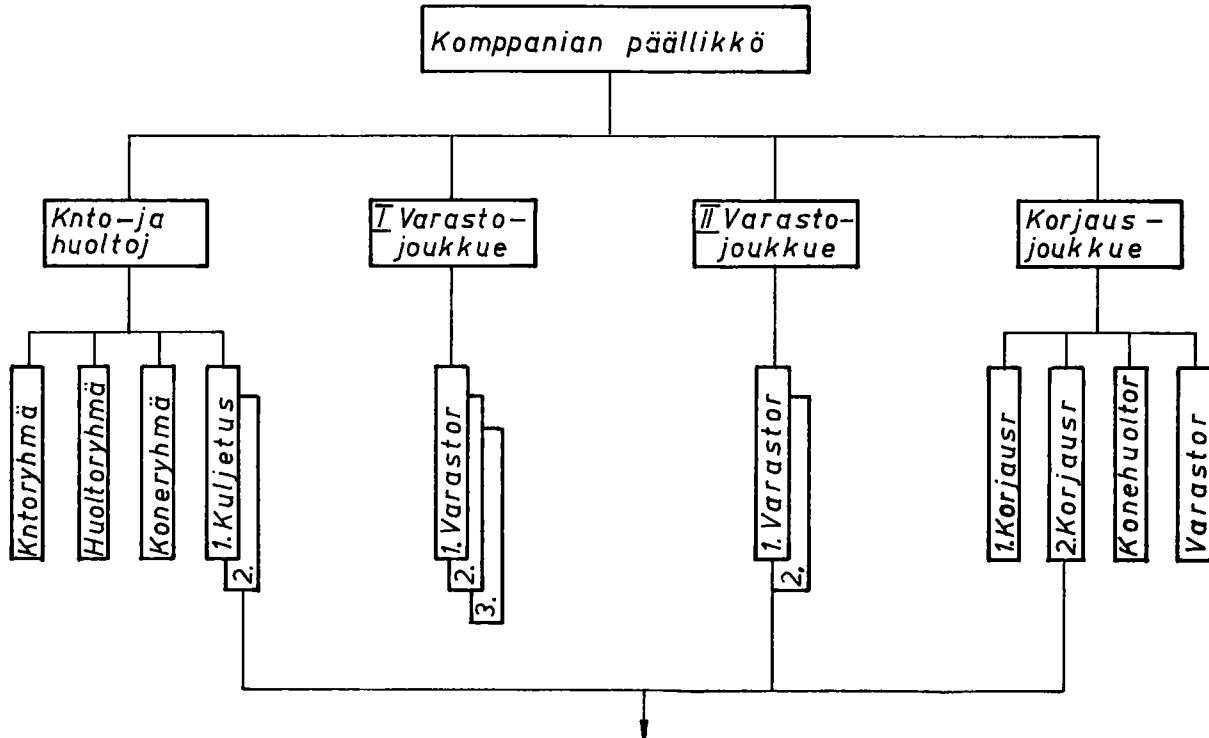 Komppanian päällikkö
Knto-ja
huoltoj
I Varasto-
joukkue
II Varasto-
joukkue
Korjaus-
joukkue
Kntoryhmä
Huoltoryhmä
Koneryhmä
1.Kuljetus
2.
1.Varastor
2.
3.
1.Varastor
2.
1.Korjausr
2.Korjausr
Konehuoltor
Varastor